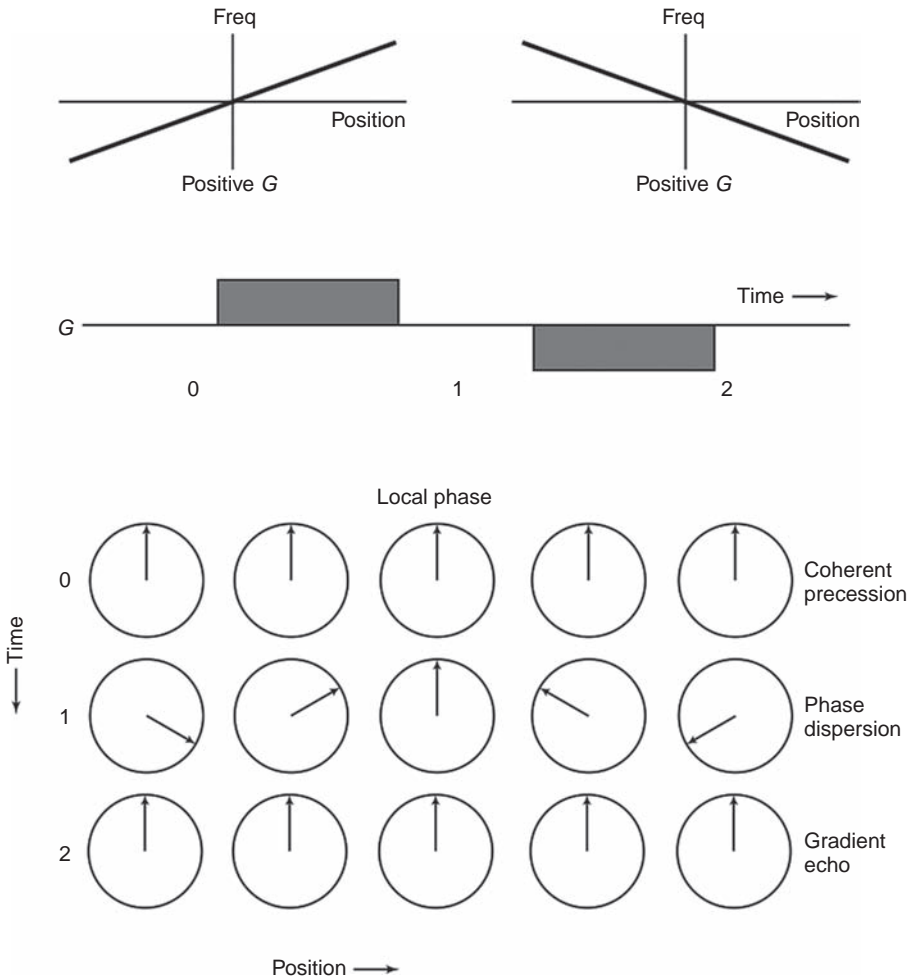 Freq
Freq
Position
Position
Positive G
Positive G
Time
G
0 1 2
Local phase
0
Coherent
precession
Time
1
Phase
dispersion
2
Gradient
echo
Position